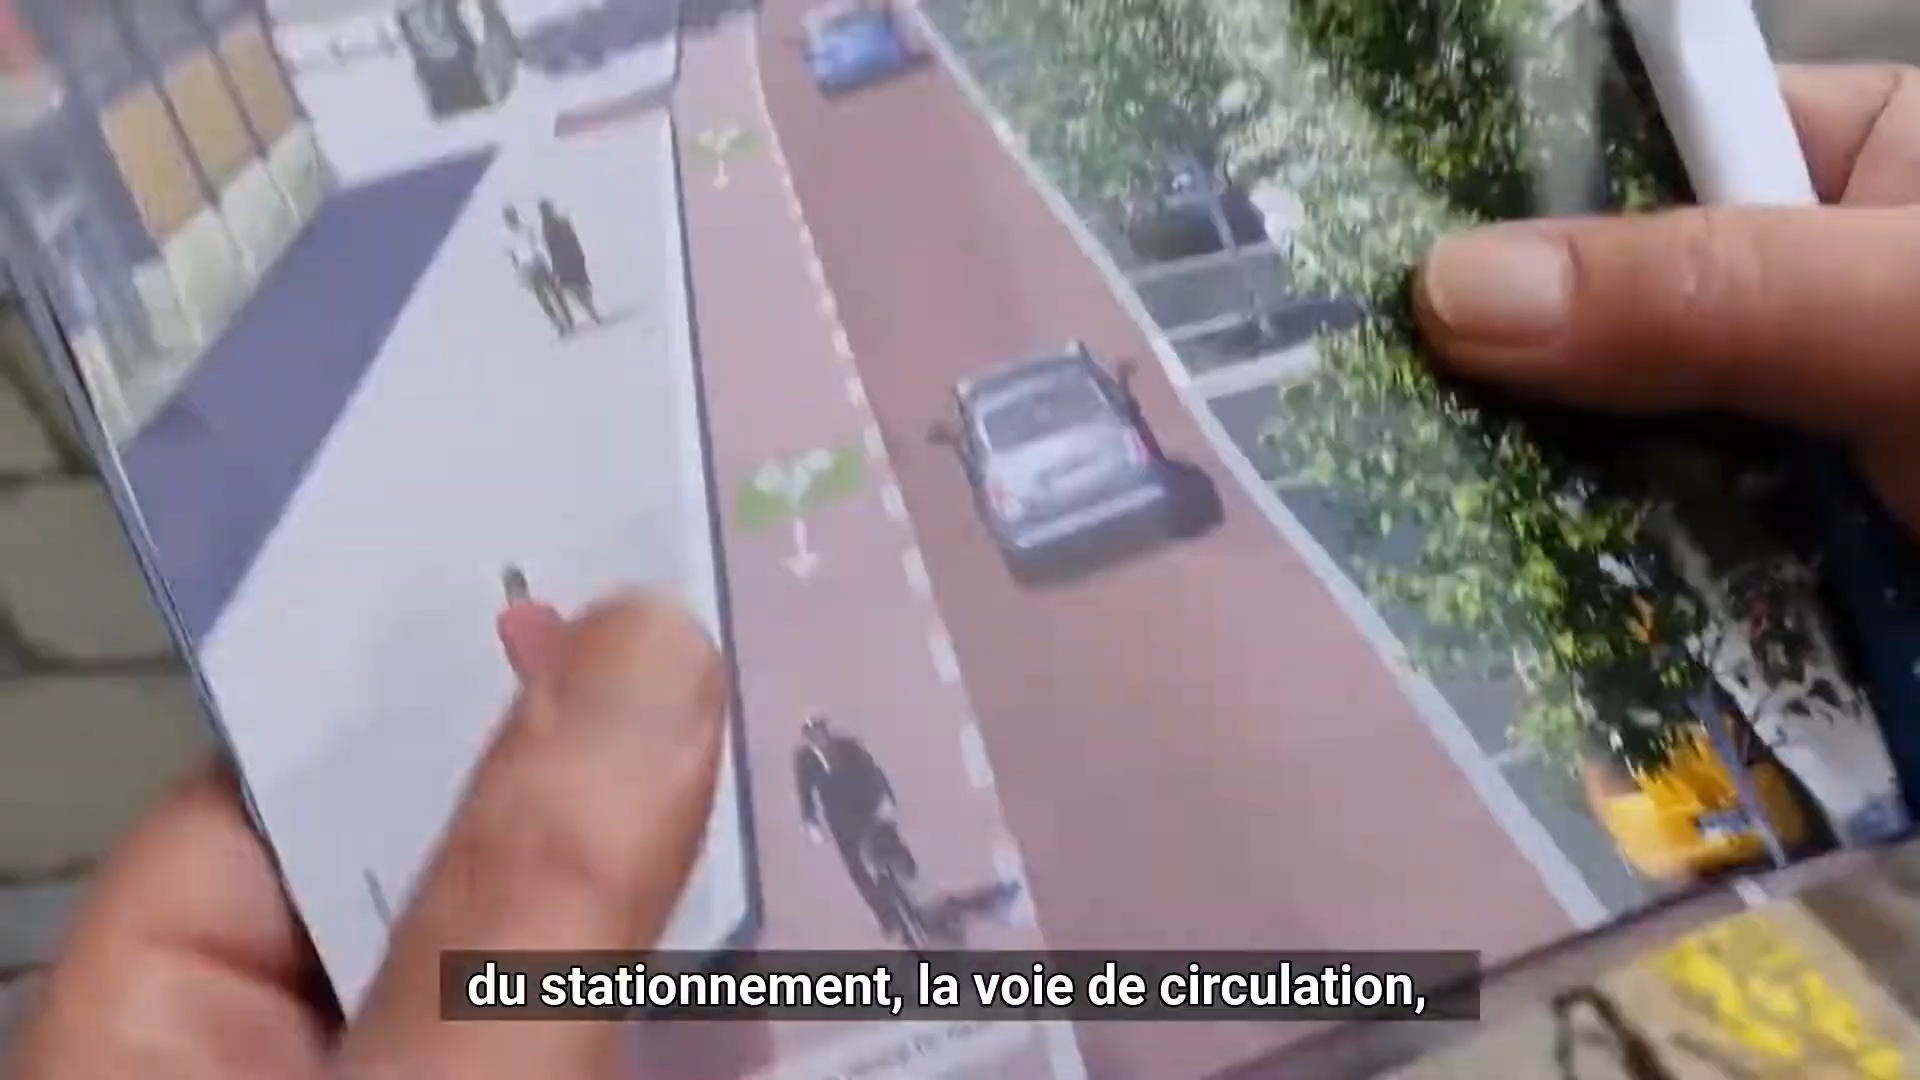 du stationnement, la voie de circulation,